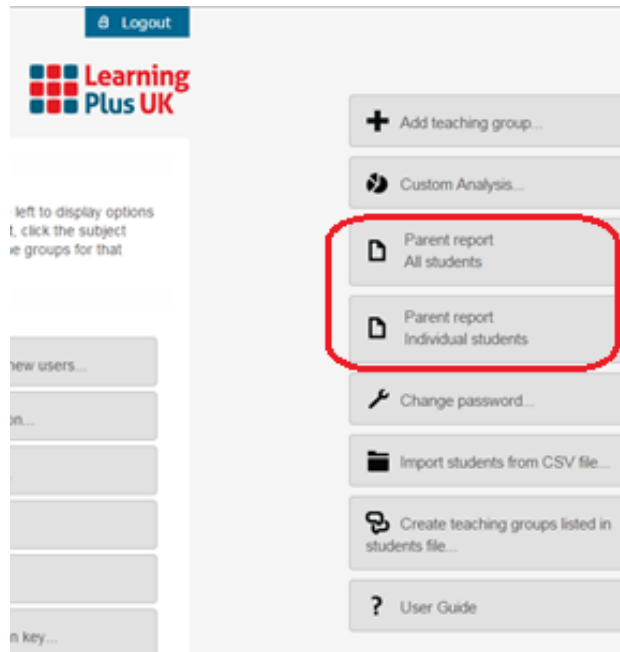 Logout
Learning
Plus UK
left to display options
t, click the subject
e groups for that
new users...
on...
n key...
Add teaching group...
Custom Analysis...
Parent report
All students
Parent report
Individual students
Change password...
Import students from CSV file...
Create teaching groups listed in
students file...
? User Guide